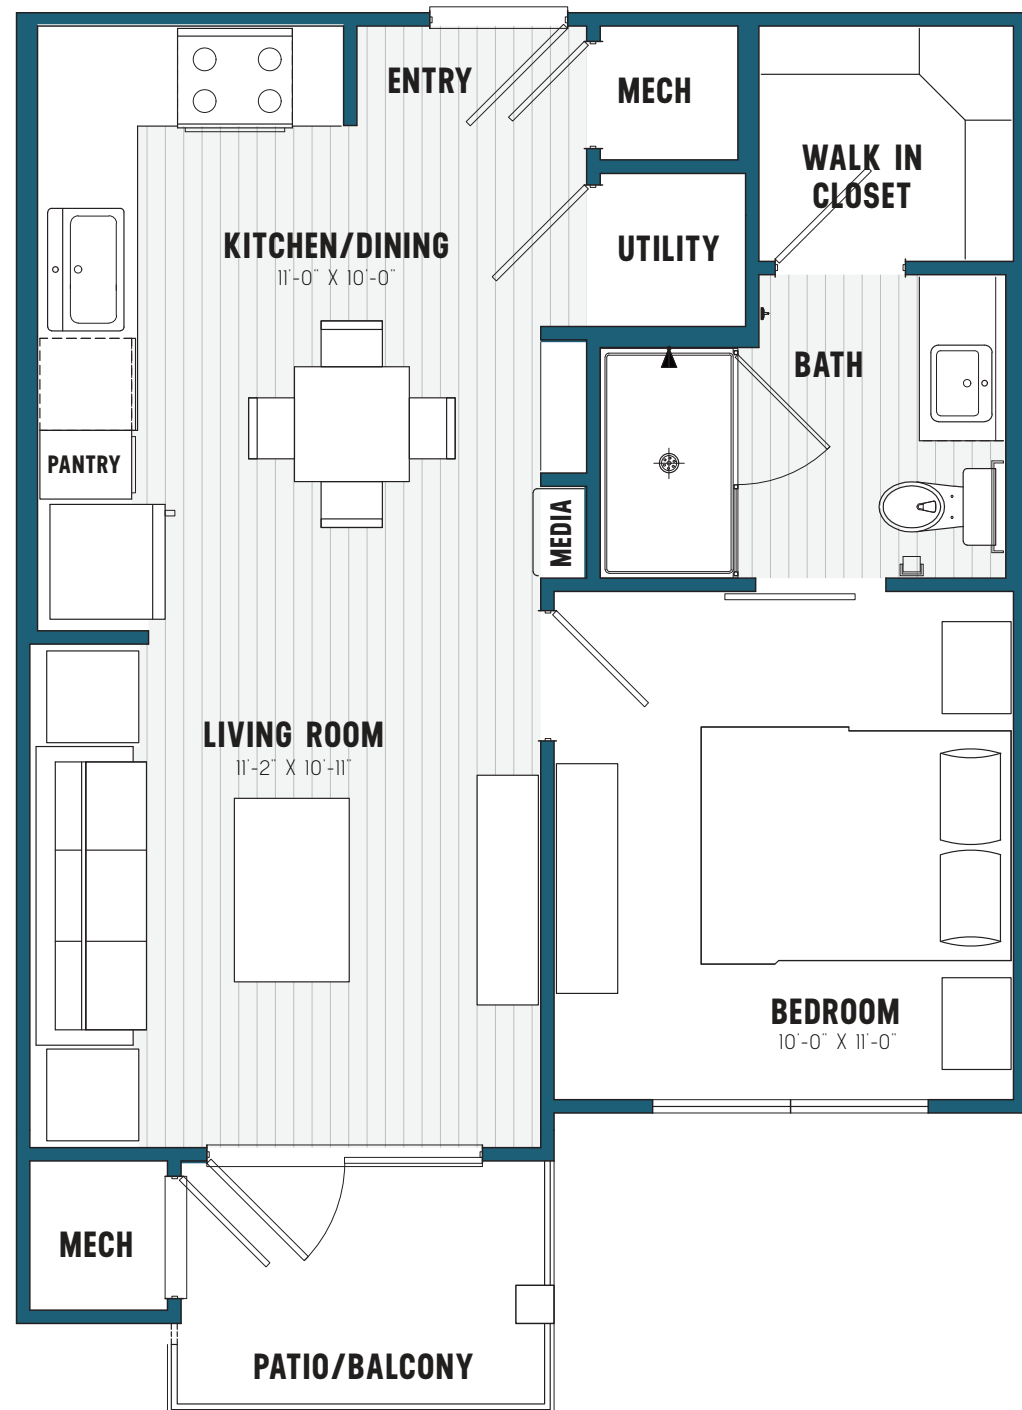 ENTRY
MECH
WALK IN
CLOSET
KITCHEN/DINING
11'-0" X 10'-0"
UTILITY
BATH
PANTRY
MEDIA
LIVING ROOM
11'-2" X 10'-11"
BEDROOM
10'-0" X 11'-0"
MECH
PATIO/BALCONY